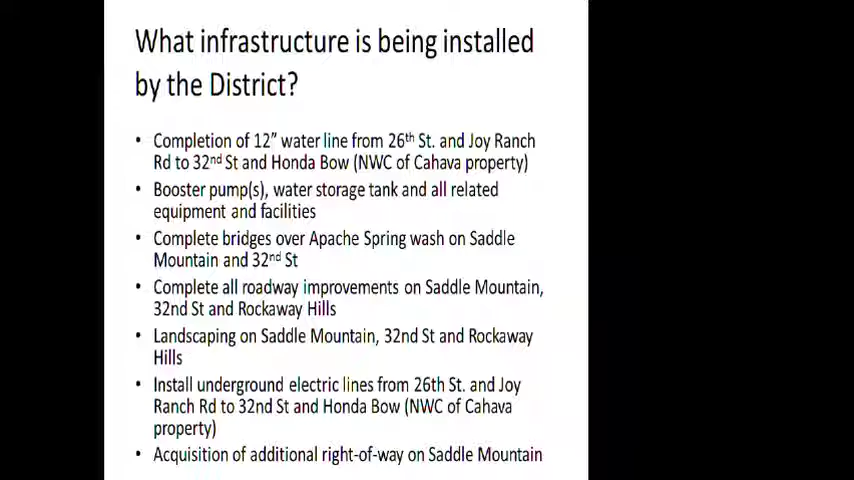 What infrastructure is being installed
by the District?
• Completion of 12” water line from 26th St. and Joy Ranch
Rd to 32nd St and Honda Bow (NWC of Cahava property)
• Booster pump(s), water storage tank and all related
equipment and facilities
• Complete bridges over Apache Spring wash on Saddle
Mountain and 32nd St
• Complete all roadway improvements on Saddle Mountain,
32nd St and Rockaway Hills
• Landscaping on Saddle Mountain, 32nd St and Rockaway
Hills
• Install underground electric lines from 26th St. and Joy
Ranch Rd to 32nd St and Honda Bow (NWC of Cahava
property)
• Acquisition of additional right-of-way on Saddle Mountain